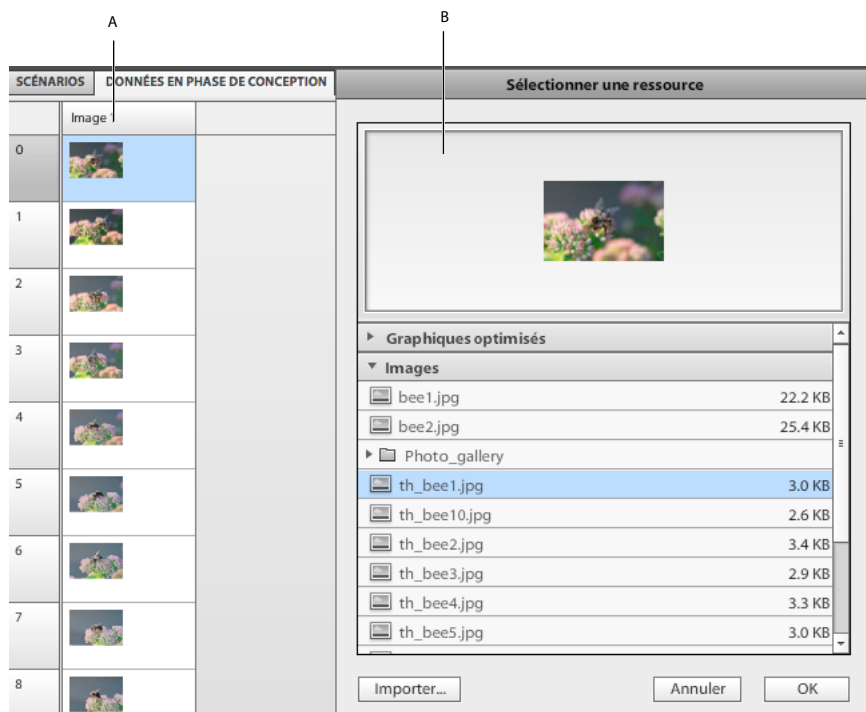 A
B
SCÉNARIOS
DONNÉES EN PHASE DE CONCEPTION
Sélectionner une ressource
Image
0
1
2
3
4
5
6
7
8
Graphiques optimisés
Images
bee1.jpg 22.2 KB
bee2.jpg 25.4 KB
Photo_gallery
th_bee1.jpg 3.0 KB
th_bee10.jpg 2.6 KB
th_bee2.jpg 3.4 KB
th_bee3.jpg 2.9 KB
th_bee4.jpg 3.3 KB
th_bee5.jpg 3.0 KB
Importer...
Annuler
OK